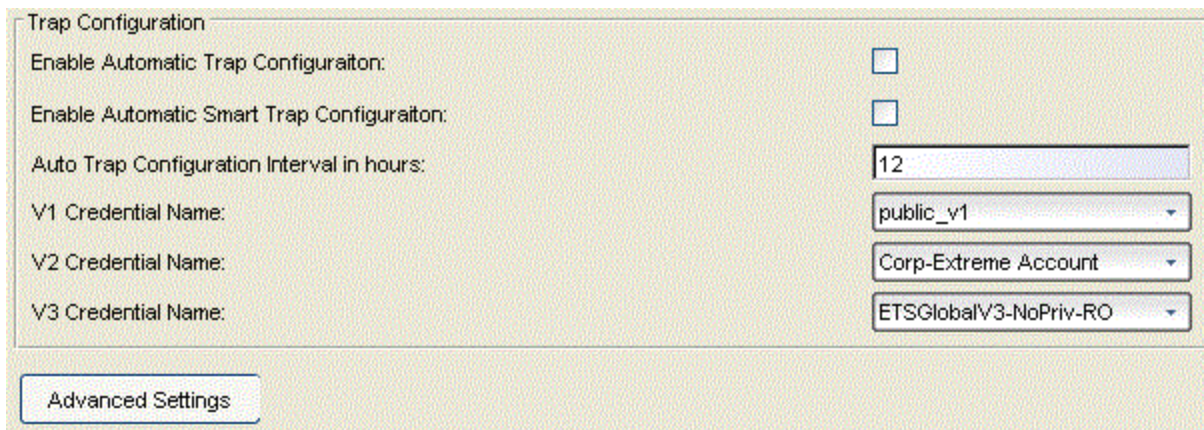 Trap Configuration
Enable Automatic Trap Configuraiton:
Enable Automatic Smart Trap Configuraiton:
Auto Trap Configuration Interval in hours: 12
V1 Credential Name: public_v1
V2 Credential Name: Corp-Extreme Account
V3 Credential Name: ETSGlobalV3-NoPriv-RO
Advanced Settings